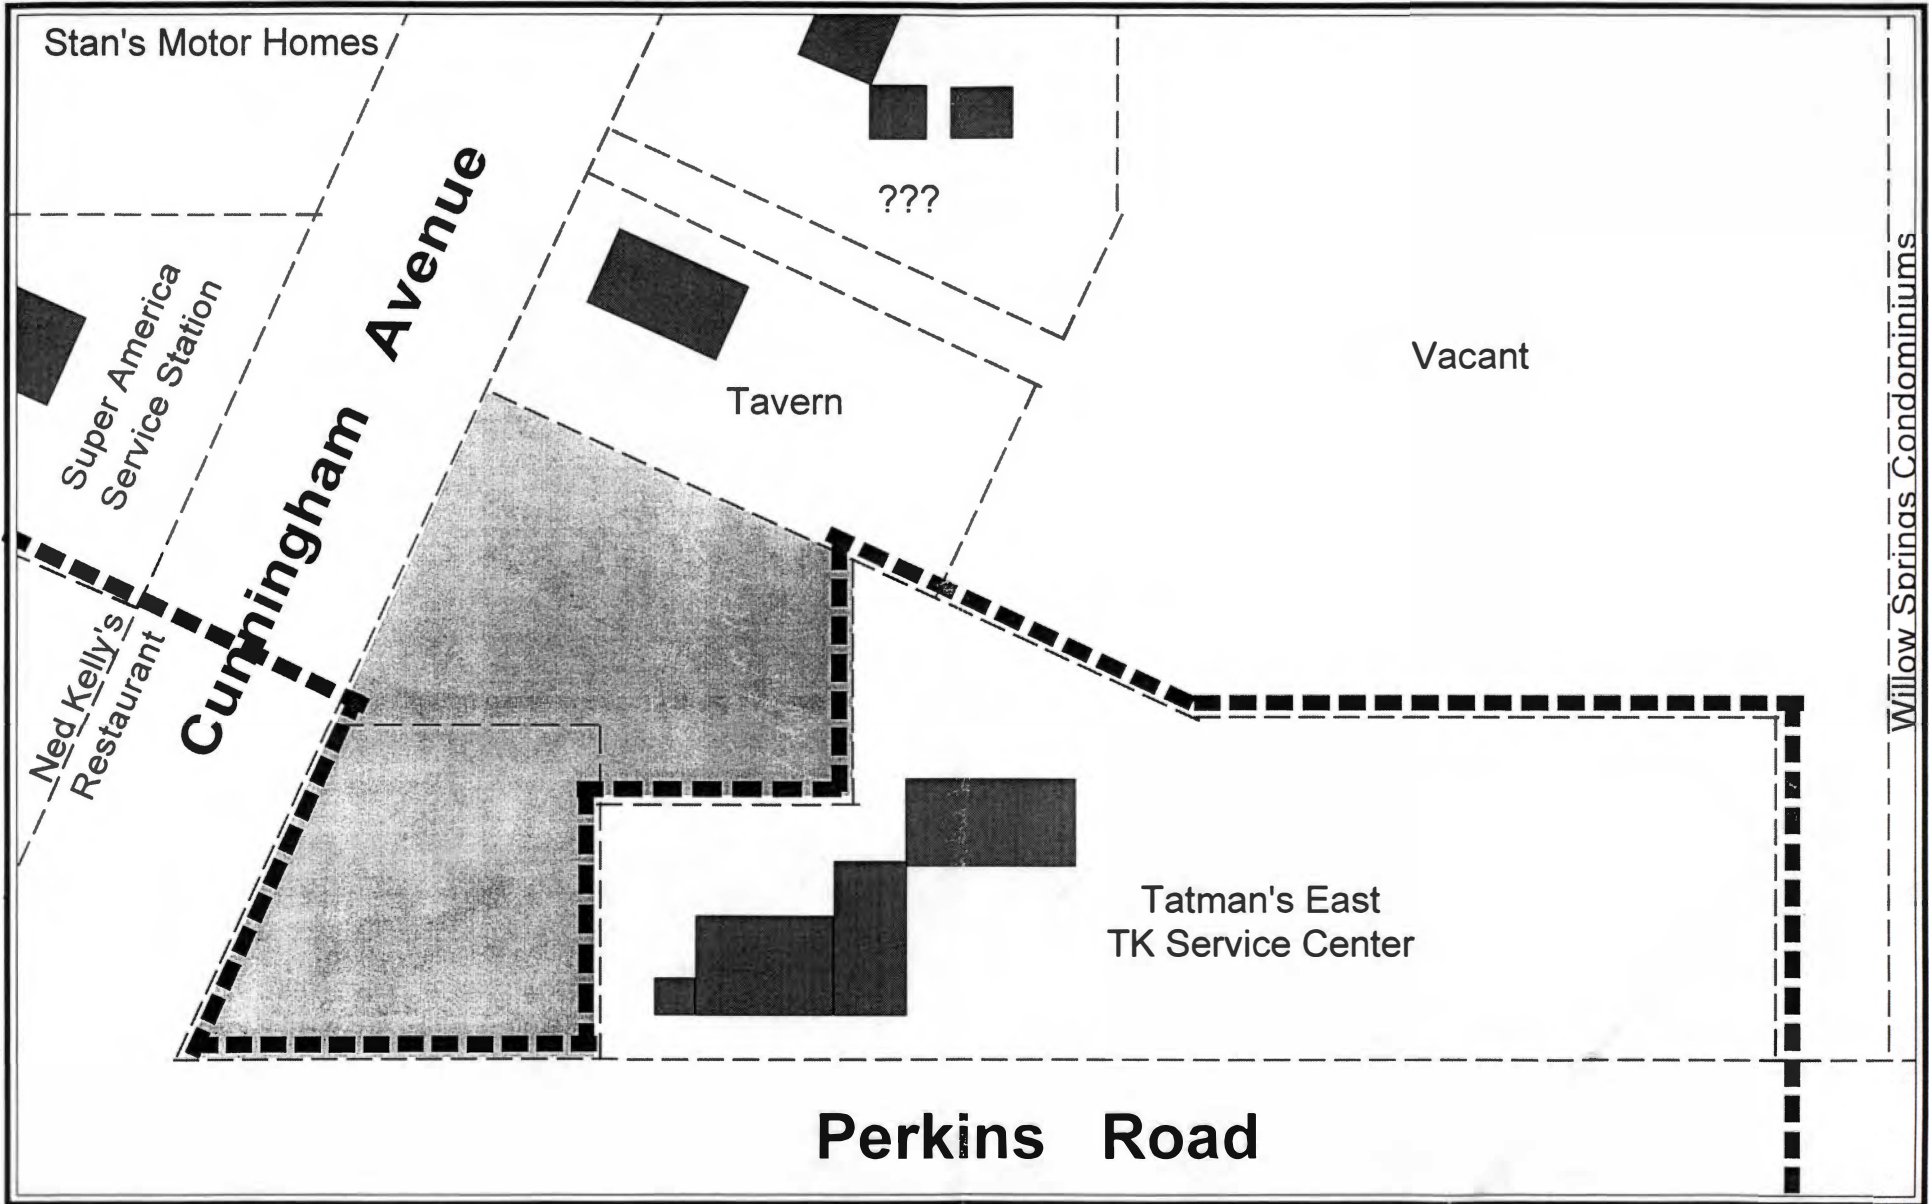 Stan's Motor Homes
???
Super America
Service Station
Cunningham Avenue
Tavern
Vacant
Willow Springs Condominiums
Ned Kelly's
Restaurant
Tatman's East
TK Service Center
Perkins Road